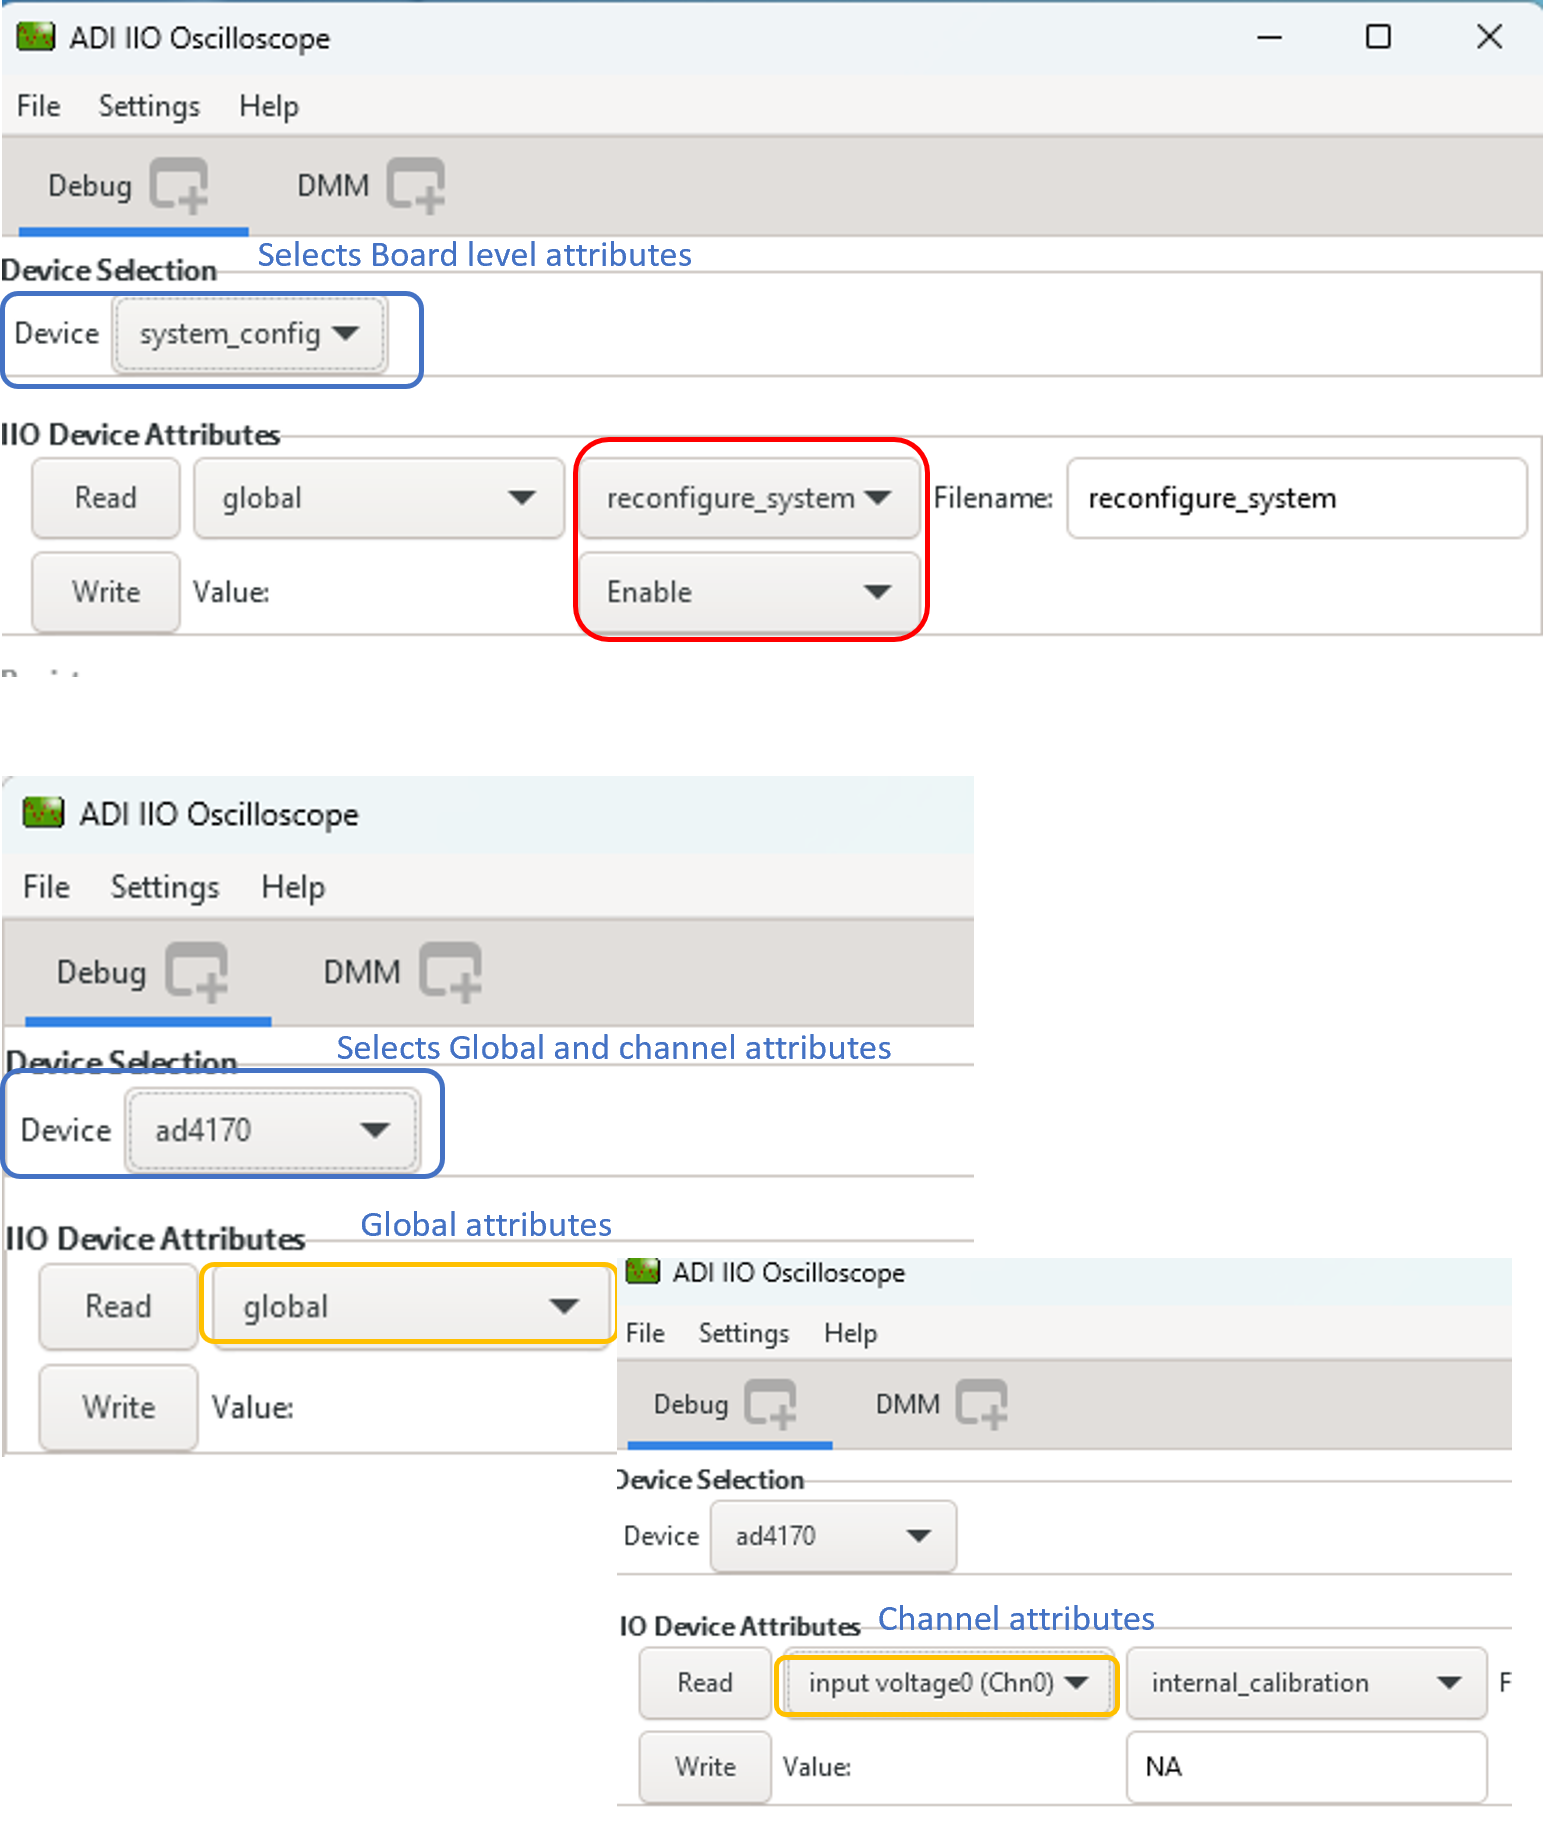 ADI IIO Oscilloscope
File Settings Help
Debug DMM
Selects Board level attributes
Device Selection
Device system_config
IIO Device Attributes
Read global reconfigure_system Filename: reconfigure_system
Write Value: Enable
ADI IIO Oscilloscope
File Settings Help
Debug DMM
Selects Global and channel attributes
Device Selection
Device ad4170
Global attributes
IIO Device Attributes
Read global
Write Value:
ADI IIO Oscilloscope
File Settings Help
Debug DMM
Device Selection
Device ad4170
IO Device Attributes Channel attributes
Read input voltage0 (Chn0) internal_calibration F
Write Value: NA